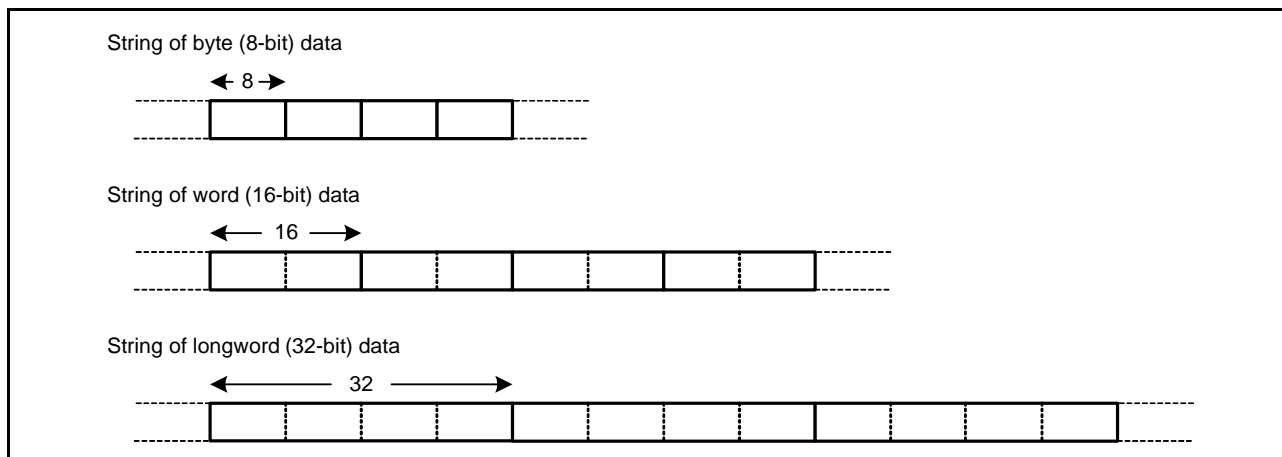 String of byte (8-bit) data
8
String of word (16-bit) data
16
String of longword (32-bit) data
32